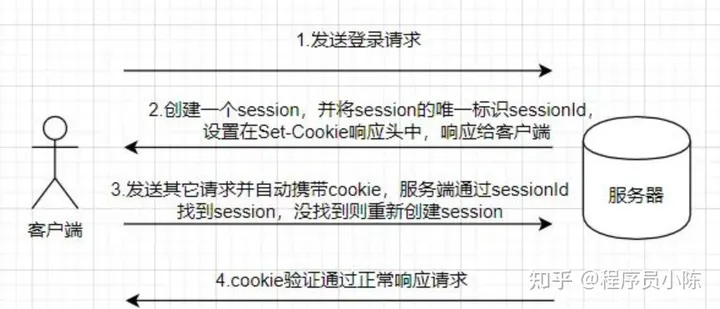 1.发送登录请求
2.创建一个session，并将session的唯一标识sessionId，
设置在Set-Cookie响应头中，响应给客户端
3.发送其它请求并自动携带cookie，服务端通过sessionId
找到session，没找到则重新创建session
客户端
服务器
4.cookie验证通过正常响应请求
知乎 @程序员小陈